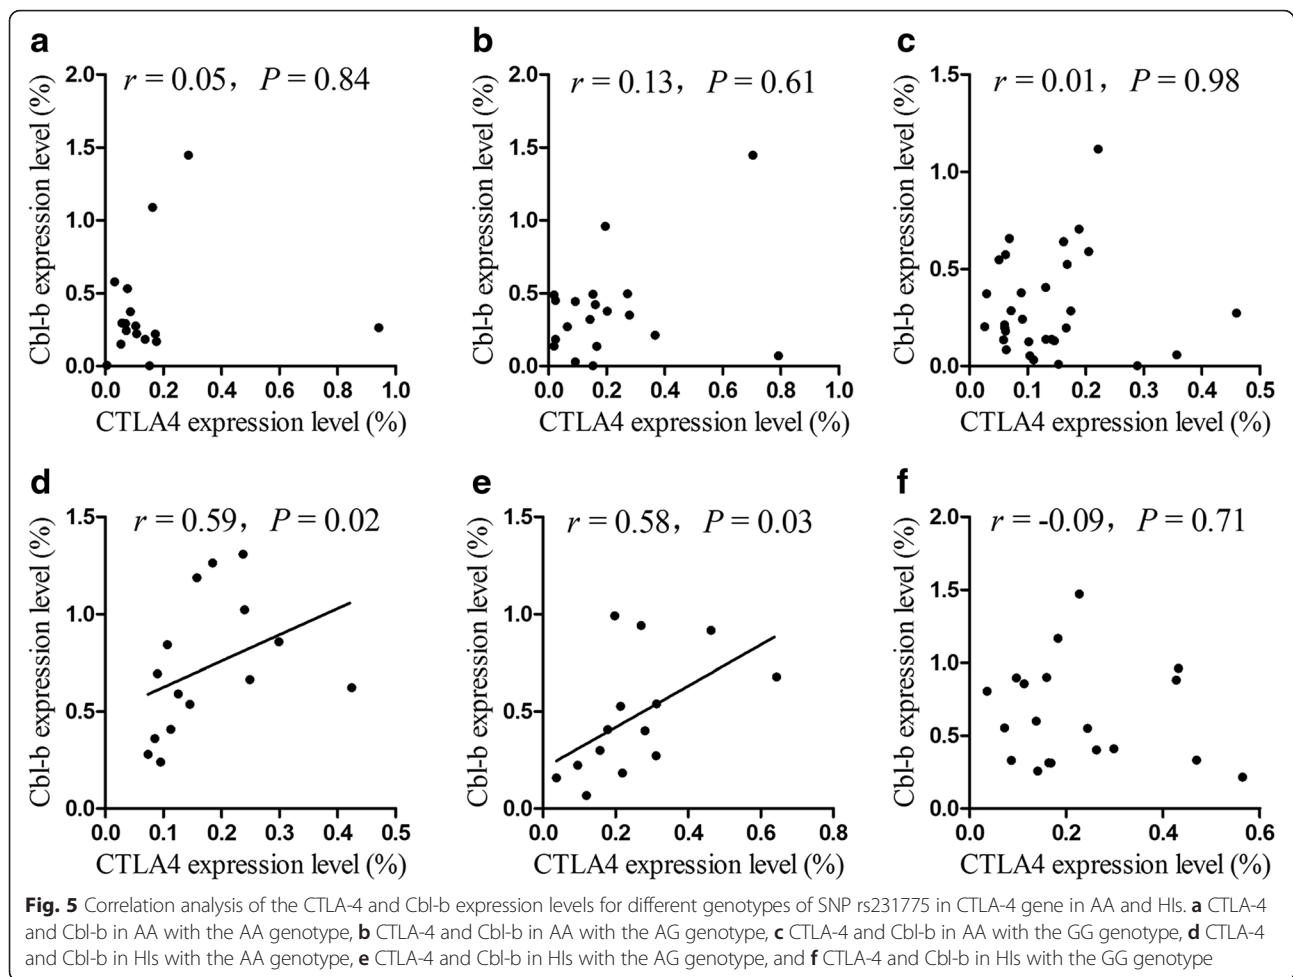 a
r = 0.05, P = 0.84
Cbl-b expression level (%)
2.0
1.5
1.0
0.5
0.0
0.0 0.2 0.4 0.6 0.8 1.0
CTLA4 expression level (%)
b
r = 0.13, P = 0.61
Cbl-b expression level (%)
2.0
1.5
1.0
0.5
0.0
0.0 0.2 0.4 0.6 0.8 1.0
CTLA4 expression level (%)
c
r = 0.01, P = 0.98
Cbl-b expression level (%)
1.5
1.0
0.5
0.0
0.0 0.1 0.2 0.3 0.4 0.5
CTLA4 expression level (%)
d
r = 0.59, P = 0.02
Cbl-b expression level (%)
1.5
1.0
0.5
0.0
0.0 0.1 0.2 0.3 0.4 0.5
CTLA4 expression level (%)
e
r = 0.58, P = 0.03
Cbl-b expression level (%)
1.5
1.0
0.5
0.0
0.0 0.2 0.4 0.6 0.8
CTLA4 expression level (%)
f
r = -0.09, P = 0.71
Cbl-b expression level (%)
2.0
1.5
1.0
0.5
0.0
0.0 0.2 0.4 0.6
CTLA4 expression level (%)
Fig. 5 Correlation analysis of the CTLA-4 and Cbl-b expression levels for different genotypes of SNP rs231775 in CTLA-4 gene in AA and HIs. a CTLA-4
and Cbl-b in AA with the AA genotype, b CTLA-4 and Cbl-b in AA with the AG genotype, c CTLA-4 and Cbl-b in AA with the GG genotype, d CTLA-4
and Cbl-b in HIs with the AA genotype, e CTLA-4 and Cbl-b in HIs with the AG genotype, and f CTLA-4 and Cbl-b in HIs with the GG genotype